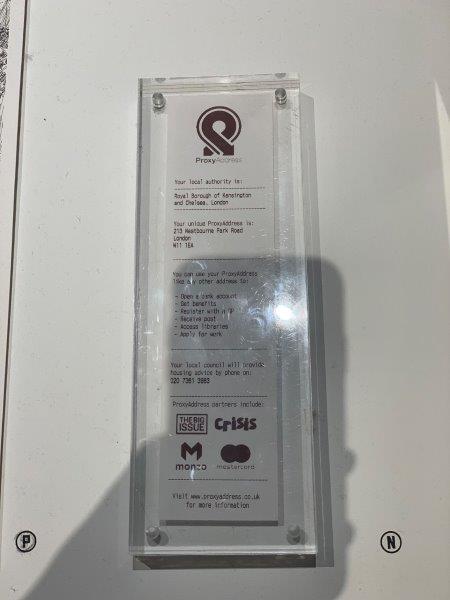 ProxyAddress
Your local authority is:
Royal Borough of Kensington
and Chelsea, London
Your unique ProxyAddress is:
213 Westbourne Park Road
London
W11 1EA
You can use your ProxyAddress
like any other address to:
- Open a bank account
- Get benefits
- Register with a GP
- Receive post
- Access libraries
- Apply for work
Your local council will provide
housing advice by phone on:
020 7361 3983
ProxyAddress partners include:
THE BIG
ISSUE
CRISIS
monzo
mastercard
Visit www.proxyaddress.co.uk
for more information
P
N